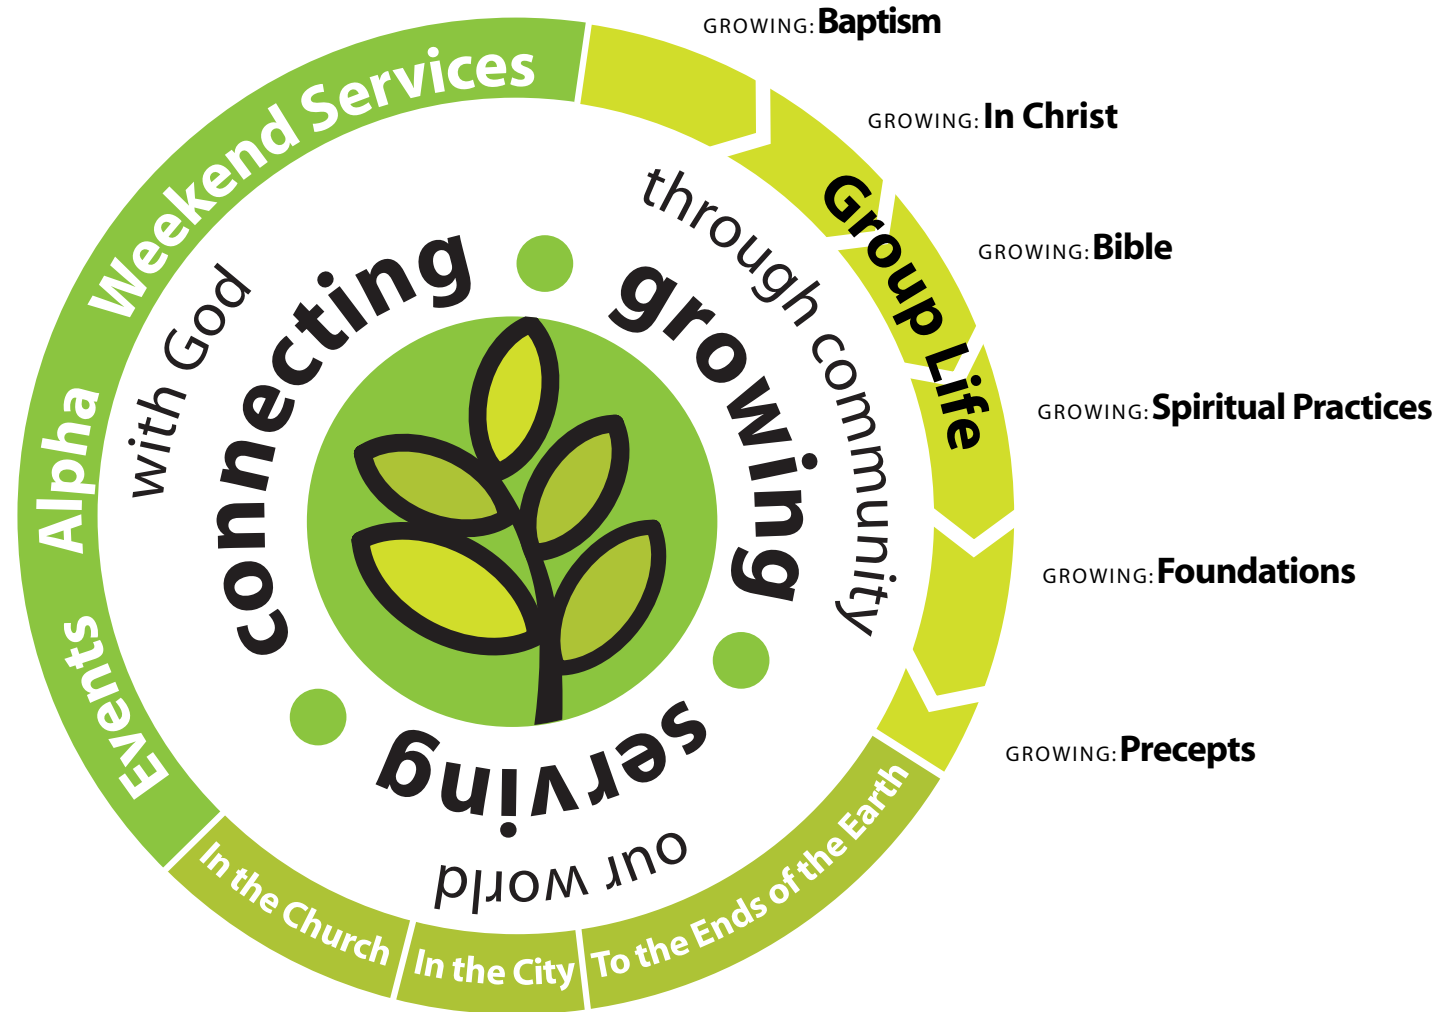 GROWING: Baptism
GROWING: In Christ
GROWING: Bible
GROWING: Spiritual Practices
GROWING: Foundations
GROWING: Precepts
Weekend Services
Alpha
Events
Group Life
In the Church
In the City
To the Ends of the Earth
connecting
with God
growing
through community
serving
our world